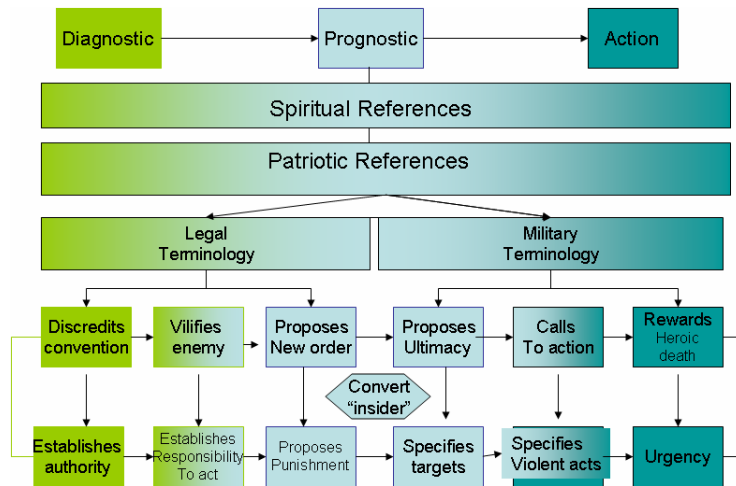 Diagnostic
Prognostic
Action
Spiritual References
Patriotic References
Legal
Terminology
Military
Terminology
Discredits
convention
Vilifies
enemy
Proposes
New order
Proposes
Ultimacy
Calls
To action
Rewards
Heroic
death
Convert
“insider”
Establishes
authority
Establishes
Responsibility
To act
Proposes
Punishment
Specifies
targets
Specifies
Violent acts
Urgency